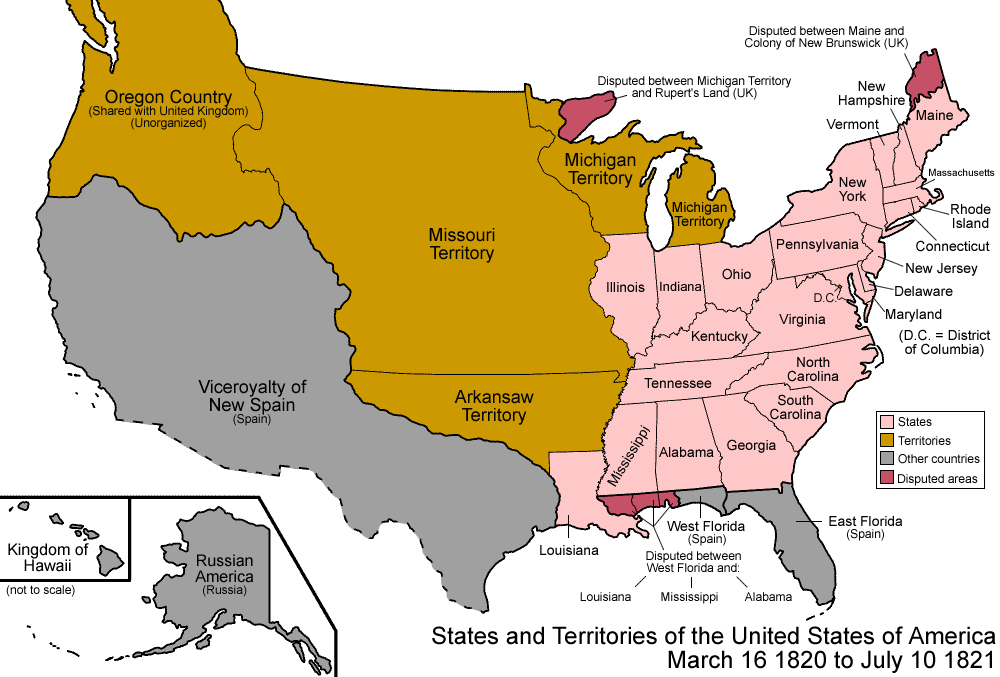 Disputed between Maine and
Colony of New Brunswick (UK)
Disputed between Michigan Territory
and Rupert's Land (UK)
Oregon Country
(Shared with United Kingdom)
(Unorganized)
New
Hampshire
Vermont
Maine
Michigan
Territory
Massachusetts
New
York
Michigan
Territory
Rhode
Island
Connecticut
Missouri
Territory
Pennsylvania
New Jersey
Ohio
Illinois
Indiana
Delaware
D.C.
Maryland
Virginia
(D.C. = District
of Columbia)
Kentucky
North
Carolina
Tennessee
Viceroyalty of
New Spain
(Spain)
Arkansaw
Territory
South
Carolina
States
Territories
Other countries
Disputed areas
Mississippi
Alabama
Georgia
West Florida
(Spain)
East Florida
(Spain)
Louisiana
Disputed between
West Florida and:
Louisiana
Mississippi
Alabama
Kingdom of
Hawaii
(not to scale)
Russian
America
(Russia)
States and Territories of the United States of America
March 16 1820 to July 10 1821